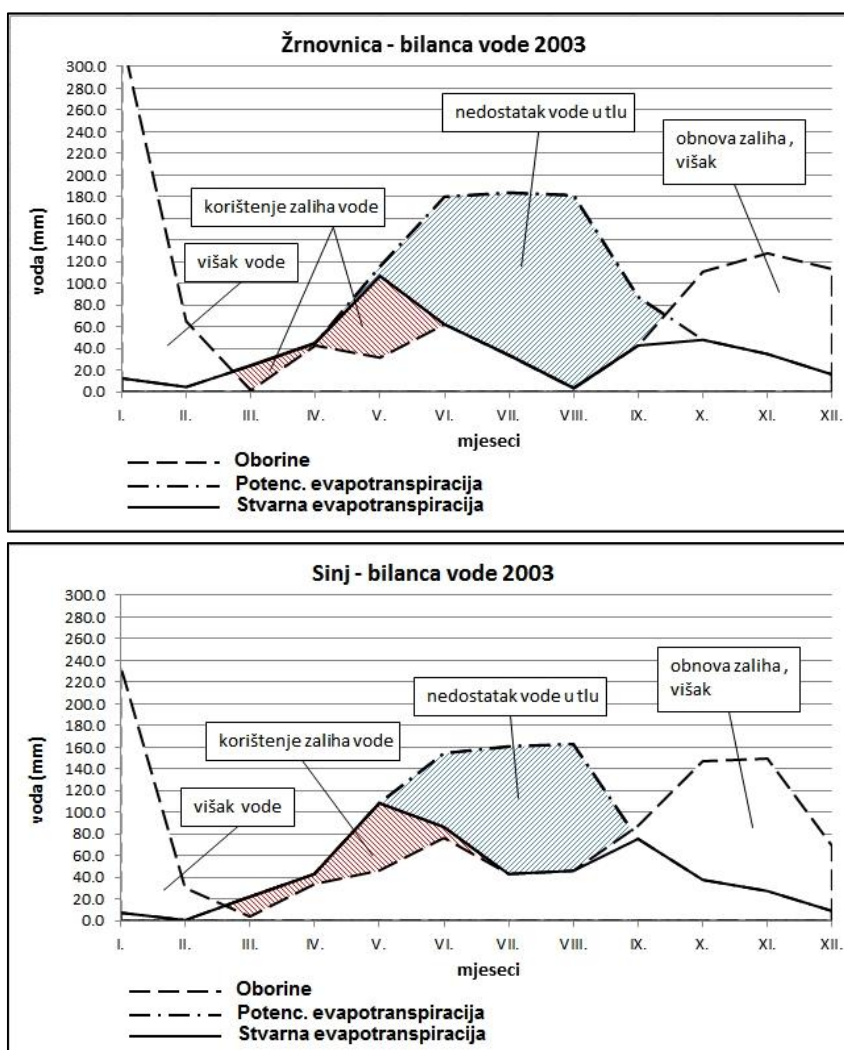 Žrnovnica - bilanca vode 2003
300.0
280.0
260.0
240.0
220.0
200.0
180.0
160.0
140.0
120.0
100.0
80.0
60.0
40.0
20.0
0.0
voda (mm)
nedostatak vode u tlu
obnova zaliha ,
višak
korištenje zaliha vode
višak vode
I. II. III. IV. V. VI. VII. VIII. IX. X. XI. XII.
mjeseci
Oborine
Potenc. evapotranspiracija
Stvarna evapotranspiracija
Sinj - bilanca vode 2003
300.0
280.0
260.0
240.0
220.0
200.0
180.0
160.0
140.0
120.0
100.0
80.0
60.0
40.0
20.0
0.0
voda (mm)
obnova zaliha ,
višak
nedostatak vode u tlu
korištenje zaliha vode
višak vode
I. II. III. IV. V. VI. VII. VIII. IX. X. XI. XII.
mjeseci
Oborine
Potenc. evapotranspiracija
Stvarna evapotranspiracija